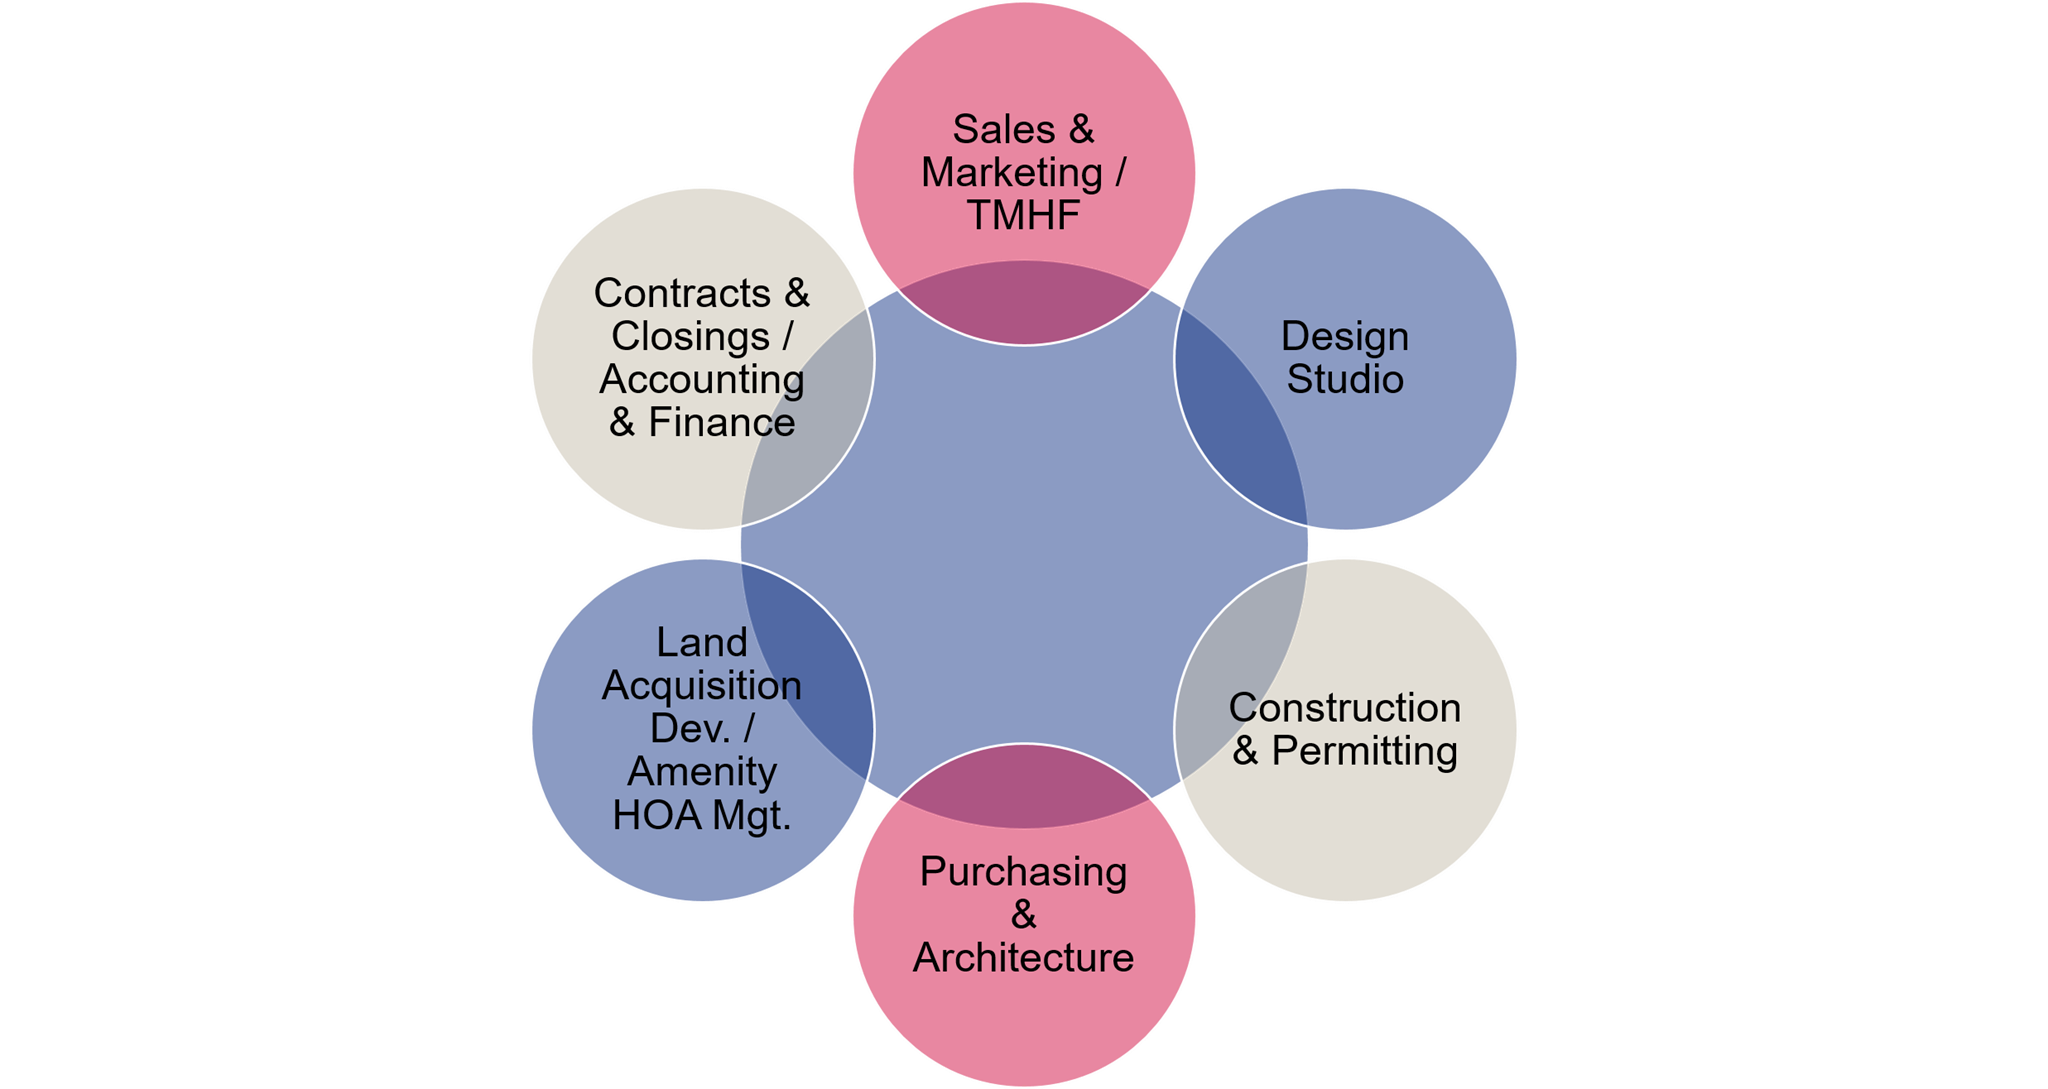 Sales &
Marketing /
TMHF
Design
Studio
Construction
& Permitting
Purchasing
&
Architecture
Land
Acquisition
Dev. /
Amenity
HOA Mgt.
Contracts &
Closings /
Accounting
& Finance